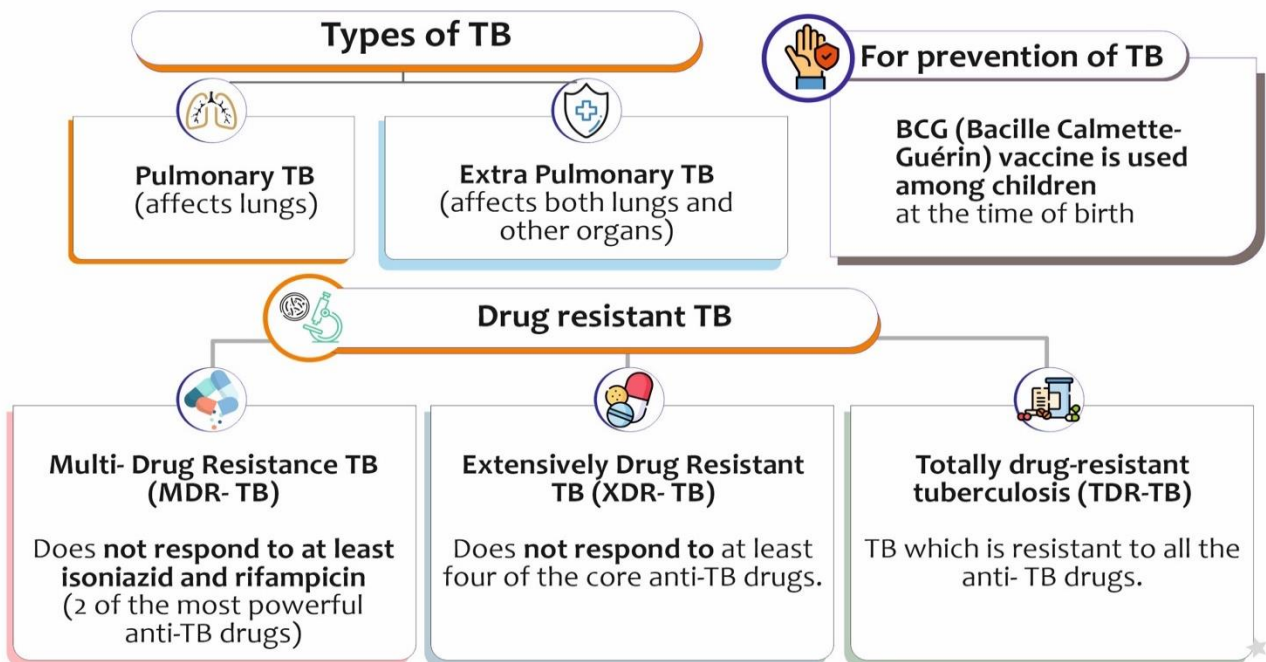 Types of TB
For prevention of TB
Pulmonary TB
(affects lungs)
Extra Pulmonary TB
(affects both lungs and
other organs)
BCG (Bacille Calmette-
Guérin) vaccine is used
among children
at the time of birth
Drug resistant TB
Multi- Drug Resistance TB
(MDR- TB)
Does not respond to at least
isoniazid and rifampicin
(2 of the most powerful
anti-TB drugs)
Extensively Drug Resistant
TB (XDR- TB)
Does not respond to at least
four of the core anti-TB drugs.
Totally drug-resistant
tuberculosis (TDR-TB)
TB which is resistant to all the
anti- TB drugs.